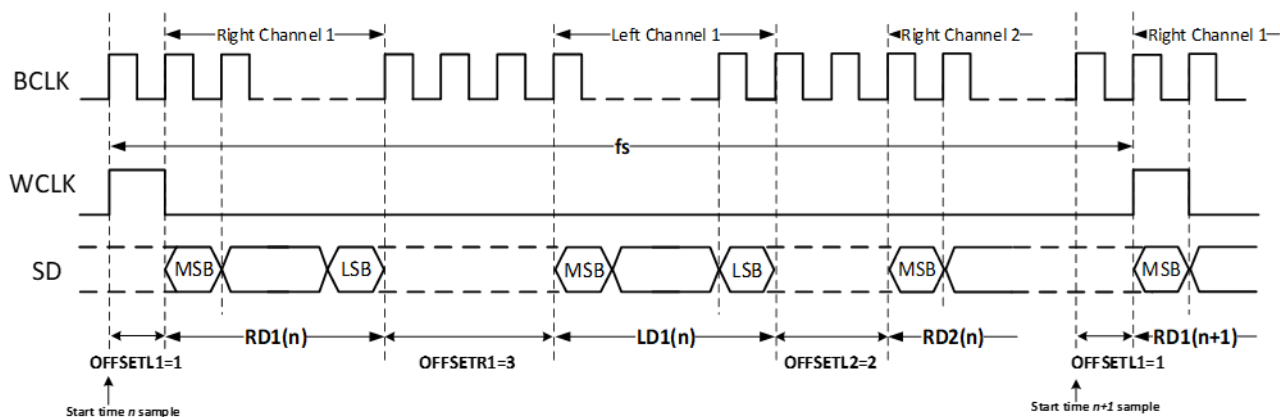 Right Channel 1 Left Channel 1 Right Channel 2 Right Channel 1
BCLK
fs
WCLK
SD MSB LSB MSB LSB MSB MSB
RD1(n) LD1(n) RD2(n) RD1(n+1)
OFFSETL1=1 OFFSETR1=3 OFFSETL2=2 OFFSETL1=1
Start time n sample Start time n+1 sample